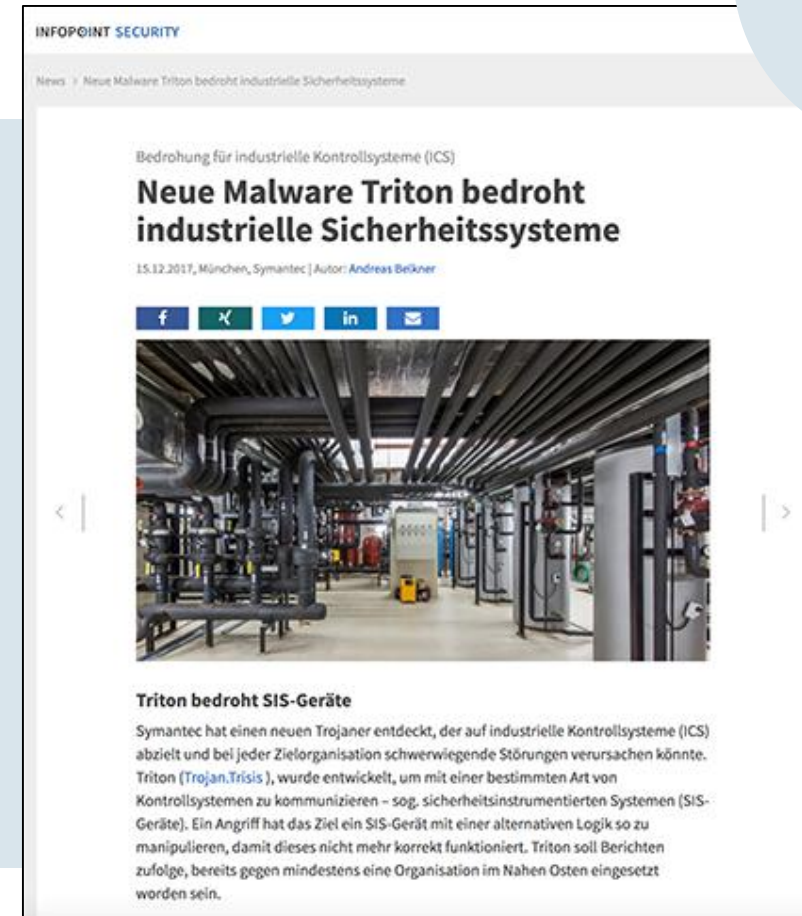 INFOPOINT SECURITY
News > Neue Malware Triton bedroht industrielle Sicherheitssysteme
Bedrohung für industrielle Kontrollsysteme (ICS)
Neue Malware Triton bedroht
industrielle Sicherheitssysteme
15.12.2017, München, Symantec | Autor: Andreas Beikner
Triton bedroht SIS-Geräte
Symantec hat einen neuen Trojaner entdeckt, der auf industrielle Kontrollsysteme (ICS)
abzielt und bei jeder Zielorganisation schwerwiegende Störungen verursachen könnte.
Triton (Trojan.Trisis ), wurde entwickelt, um mit einer bestimmten Art von
Kontrollsystemen zu kommunizieren – sog. sicherheitsinstrumentierten Systemen (SIS-
Geräte). Ein Angriff hat das Ziel ein SIS-Gerät mit einer alternativen Logik so zu
manipulieren, damit dieses nicht mehr korrekt funktioniert. Triton soll Berichten
zufolge, bereits gegen mindestens eine Organisation im Nahen Osten eingesetzt
worden sein.